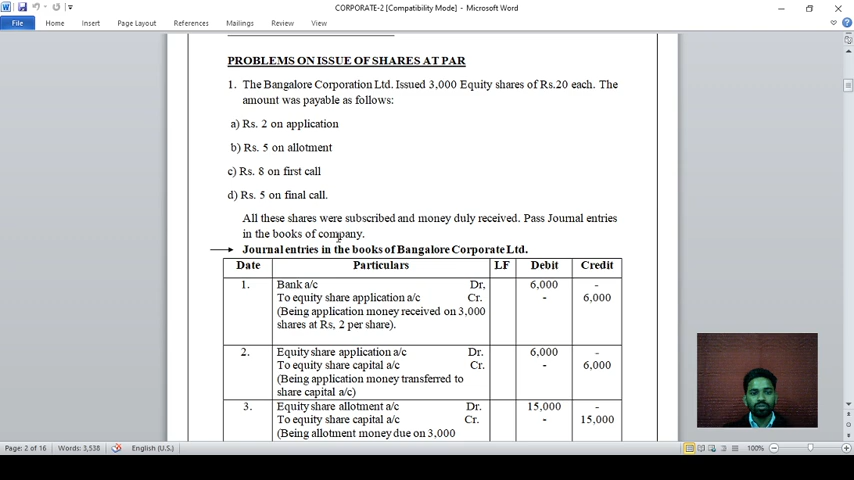 CORPORATE-2 [Compatibility Mode] - Microsoft Word
File Home Insert Page Layout References Mailings Review View
PROBLEMS ON ISSUE OF SHARES AT PAR
1. The Bangalore Corporation Ltd. Issued 3,000 Equity shares of Rs.20 each. The
amount was payable as follows:
a) Rs. 2 on application
b) Rs. 5 on allotment
c) Rs. 8 on first call
d) Rs. 5 on final call.
All these shares were subscribed and money duly received. Pass Journal entries
in the books of company.
Journal entries in the books of Bangalore Corporate Ltd.
Date Particulars LF Debit Credit
1. Bank a/c Dr, 6,000 -
To equity share application a/c Cr. - 6,000
(Being application money received on 3,000
shares at Rs, 2 per share).
2. Equity share application a/c Dr. 6,000 -
To equity share capital a/c Cr. - 6,000
(Being application money transferred to
share capital a/c)
3. Equity share allotment a/c Dr. 15,000 -
To equity share capital a/c Cr. - 15,000
(Being allotment money due on 3,000
Page: 2 of 16 Words: 3,538 English (U.S.) 100%